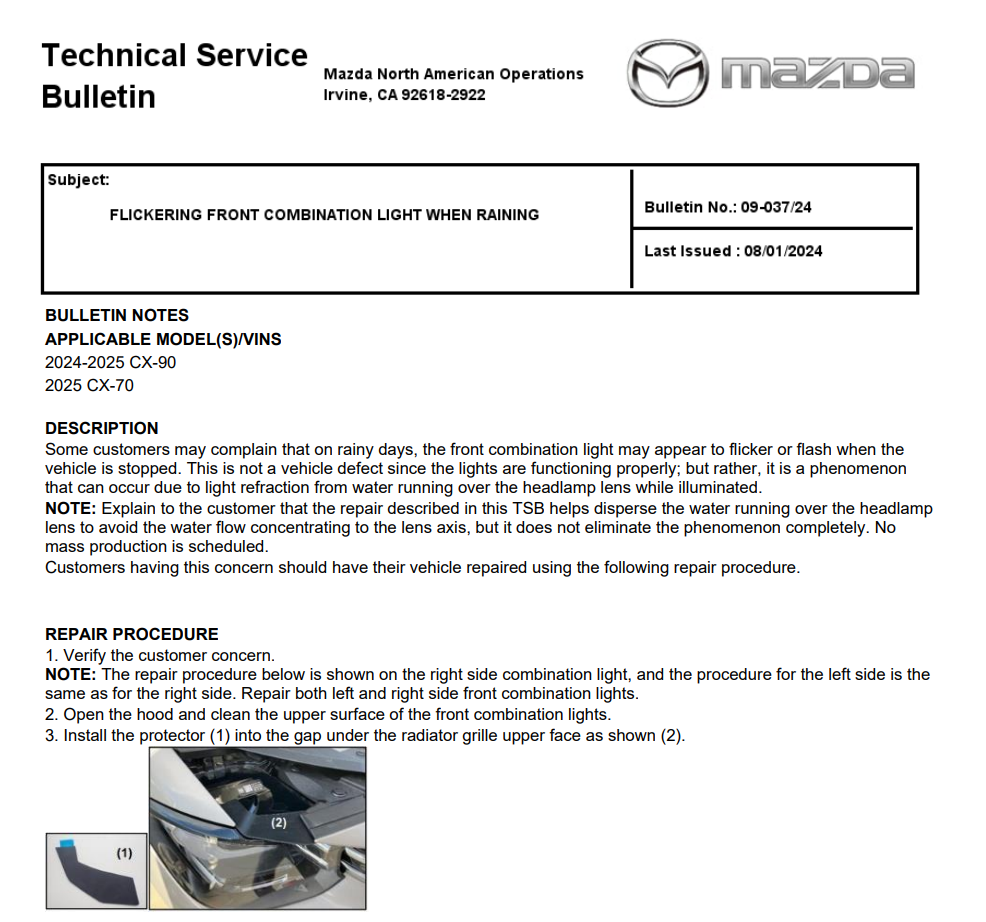 Technical Service
Bulletin
Mazda North American Operations
Irvine, CA 92618-2922
mazda
Subject:
FLICKERING FRONT COMBINATION LIGHT WHEN RAINING
Bulletin No.: 09-037/24
Last Issued : 08/01/2024
BULLETIN NOTES
APPLICABLE MODEL(S)/VINS
2024-2025 CX-90
2025 CX-70
DESCRIPTION
Some customers may complain that on rainy days, the front combination light may appear to flicker or flash when the
vehicle is stopped. This is not a vehicle defect since the lights are functioning properly; but rather, it is a phenomenon
that can occur due to light refraction from water running over the headlamp lens while illuminated.
NOTE: Explain to the customer that the repair described in this TSB helps disperse the water running over the headlamp
lens to avoid the water flow concentrating to the lens axis, but it does not eliminate the phenomenon completely. No
mass production is scheduled.
Customers having this concern should have their vehicle repaired using the following repair procedure.
REPAIR PROCEDURE
1. Verify the customer concern.
NOTE: The repair procedure below is shown on the right side combination light, and the procedure for the left side is the
same as for the right side. Repair both left and right side front combination lights.
2. Open the hood and clean the upper surface of the front combination lights.
3. Install the protector (1) into the gap under the radiator grille upper face as shown (2).
(1)
(2)